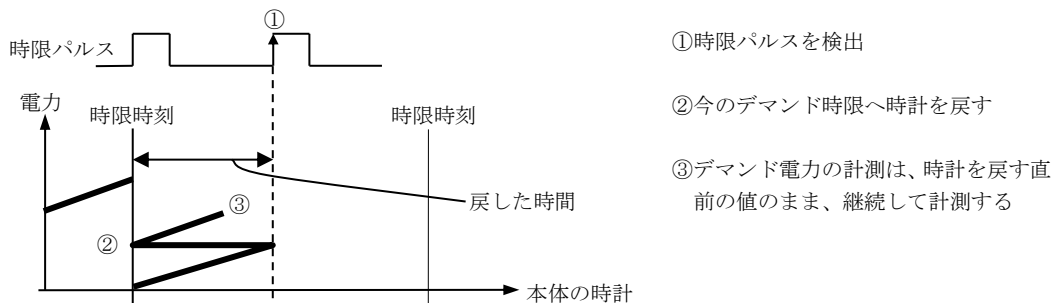 ①
時限パルス
①時限パルスを検出
電力
時限時刻
時限時刻
②今のデマンド時限へ時計を戻す
③デマンド電力の計測は、時計を戻す直
前の値のまま、継続して計測する
③
戻した時間
②
本体の時計